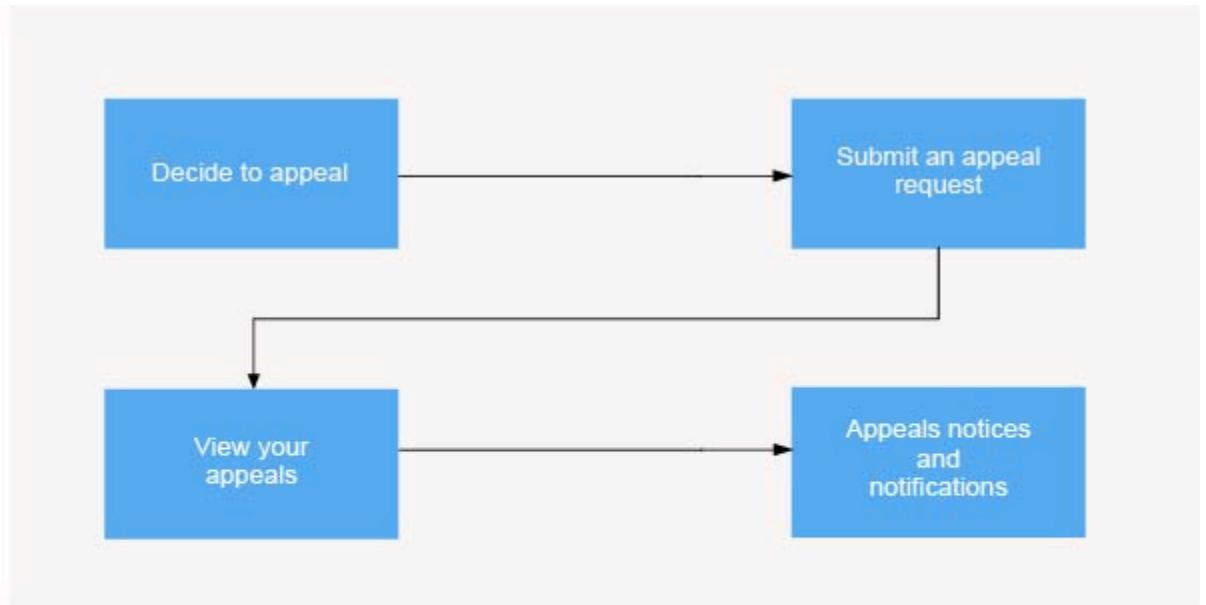 Decide to appeal
Submit an appeal
request
View your
appeals
Appeals notices
and
notifications